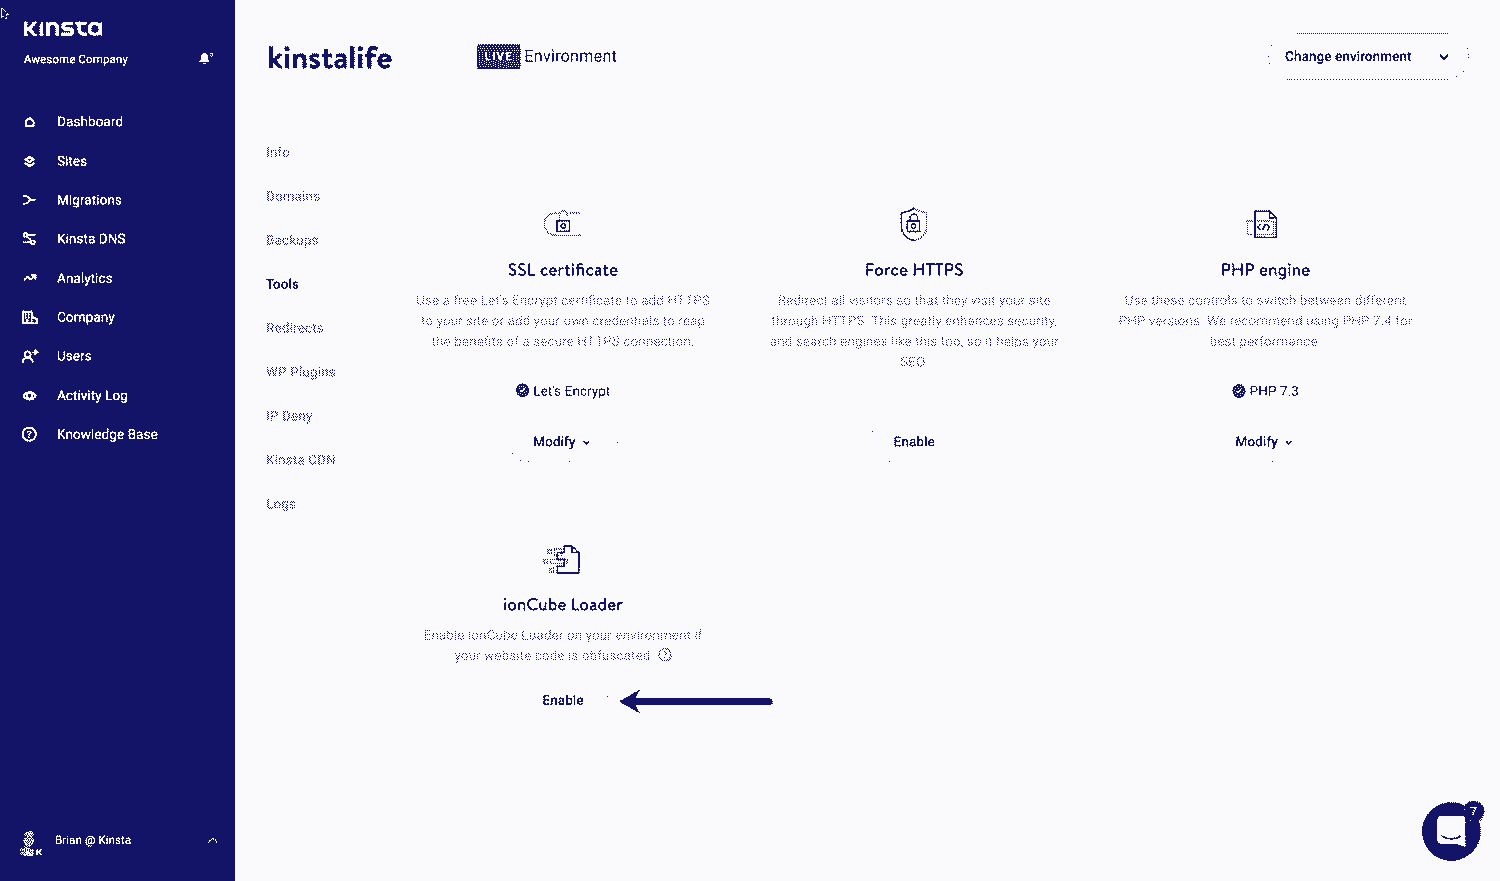 Kinsta
Awesome Company
Dashboard
Sites
Migrations
Kinsta DNS
Analytics
Company
Users
Activity Log
Knowledge Base
Brian @ Kinsta
kinstalife
LIVE Environment
Change environment
Info
Domains
Backups
Tools
Redirects
WP Plugins
IP Deny
Kinsta CDN
Logs
SSL certificate
Use a free Let's Encrypt certificate to add HTTPS
to your site or add your own credentials to reap
the benefits of a secure HTTPS connection.
Let's Encrypt
Modify
Force HTTPS
Redirect all visitors so that they visit your site
through HTTPS. This greatly enhances security,
and search engines like this too, so it helps your
SEO
Enable
PHP engine
Use these controls to switch between different
PHP versions. We recommend using PHP 7.4 for
best performance
PHP 7.3
Modify
ionCube Loader
Enable ionCube Loader on your environment if
your website code is obfuscated.
Enable
7